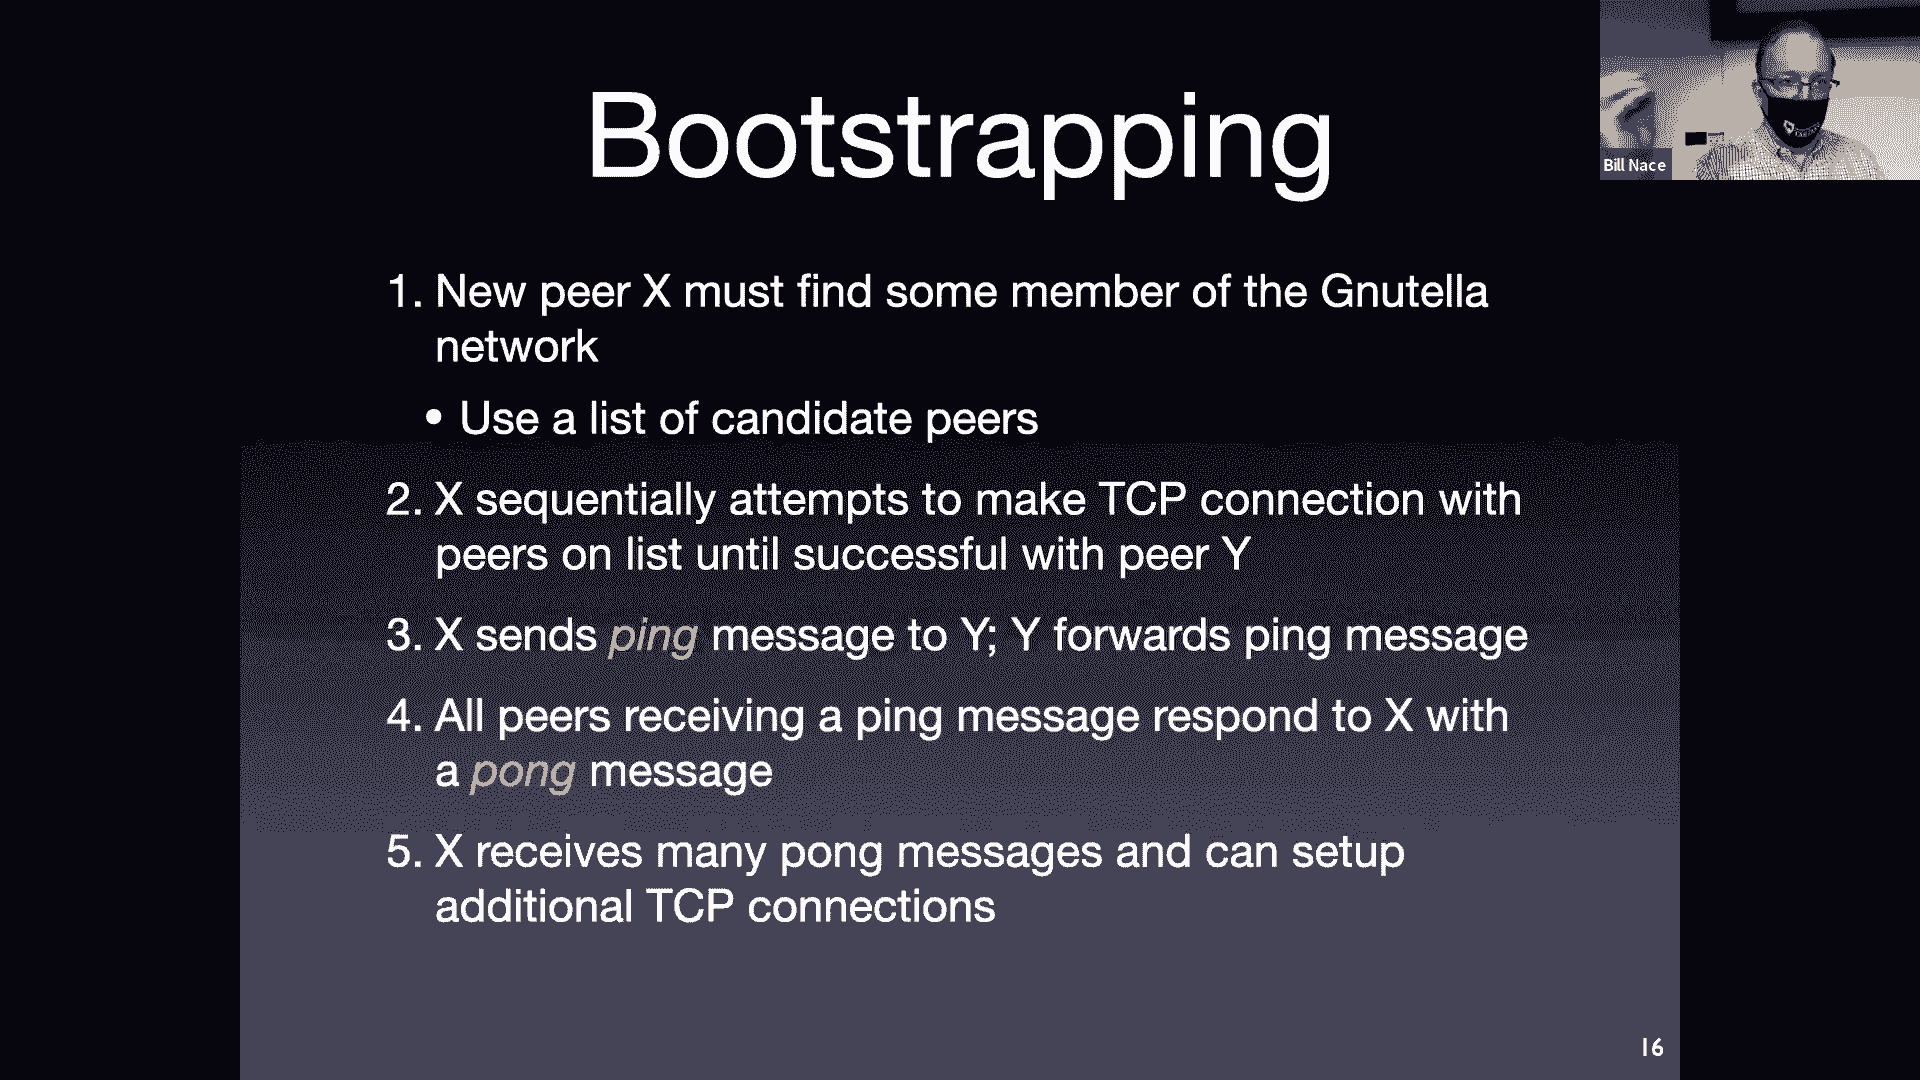 Bootstrapping
Bill Nace
1. New peer X must find some member of the Gnutella
network
• Use a list of candidate peers
2. X sequentially attempts to make TCP connection with
peers on list until successful with peer Y
3. X sends ping message to Y; Y forwards ping message
4. All peers receiving a ping message respond to X with
a pong message
5. X receives many pong messages and can setup
additional TCP connections
16